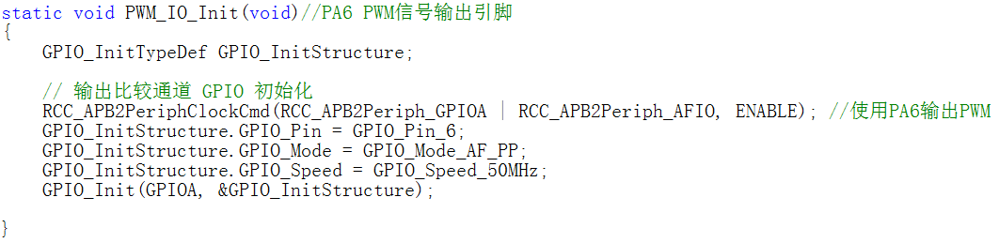 static void PWM_IO_Init(void)//PA6 PWM信号输出引脚
{
    GPIO_InitTypeDef GPIO_InitStructure;
    // 输出比较通道 GPIO 初始化
    RCC_APB2PeriphClockCmd(RCC_APB2Periph_GPIOA | RCC_APB2Periph_AFIO, ENABLE); //使用PA6输出PWM
    GPIO_InitStructure.GPIO_Pin = GPIO_Pin_6;
    GPIO_InitStructure.GPIO_Mode = GPIO_Mode_AF_PP;
    GPIO_InitStructure.GPIO_Speed = GPIO_Speed_50MHz;
    GPIO_Init(GPIOA, &GPIO_InitStructure);
}